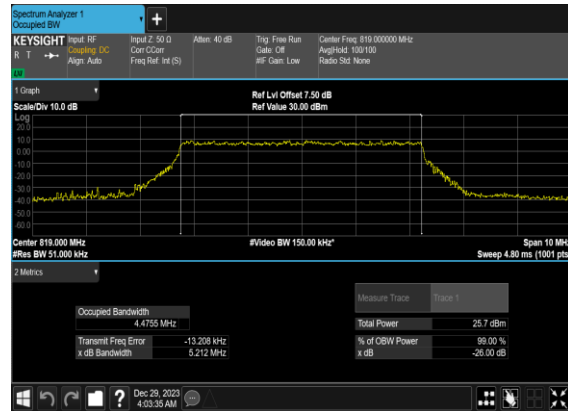 Spectrum Analyzer 1
Occupied BW
KEYSIGHT Input: RF Input Z: 50 Ω Atten: 40 dB Trig: Free Run Center Freq: 819.000000 MHz
R T Coupling: DC Corr CCorr Gate: Off Avg|Hold: 100/100
Align: Auto Freq Ref: Int (S) #IF Gain: Low Radio Std: None
1 Graph
Ref Lvl Offset 7.50 dB
Scale/Div 10.0 dB Ref Value 30.00 dBm
Log
20.0
10.0
0.00
-10.0
-20.0
-30.0
-40.0
-50.0
-60.0
Center 819.000 MHz #Video BW 150.00 kHz* Span 10 MHz
#Res BW 51.000 kHz Sweep 4.80 ms (1001 pts
2 Metrics
Measure Trace Trace 1
Occupied Bandwidth
4.4755 MHz Total Power 25.7 dBm
Transmit Freq Error -13.208 kHz % of OBW Power 99.00 %
x dB Bandwidth 5.212 MHz x dB -26.00 dB
Dec 29, 2023
4:03:35 AM